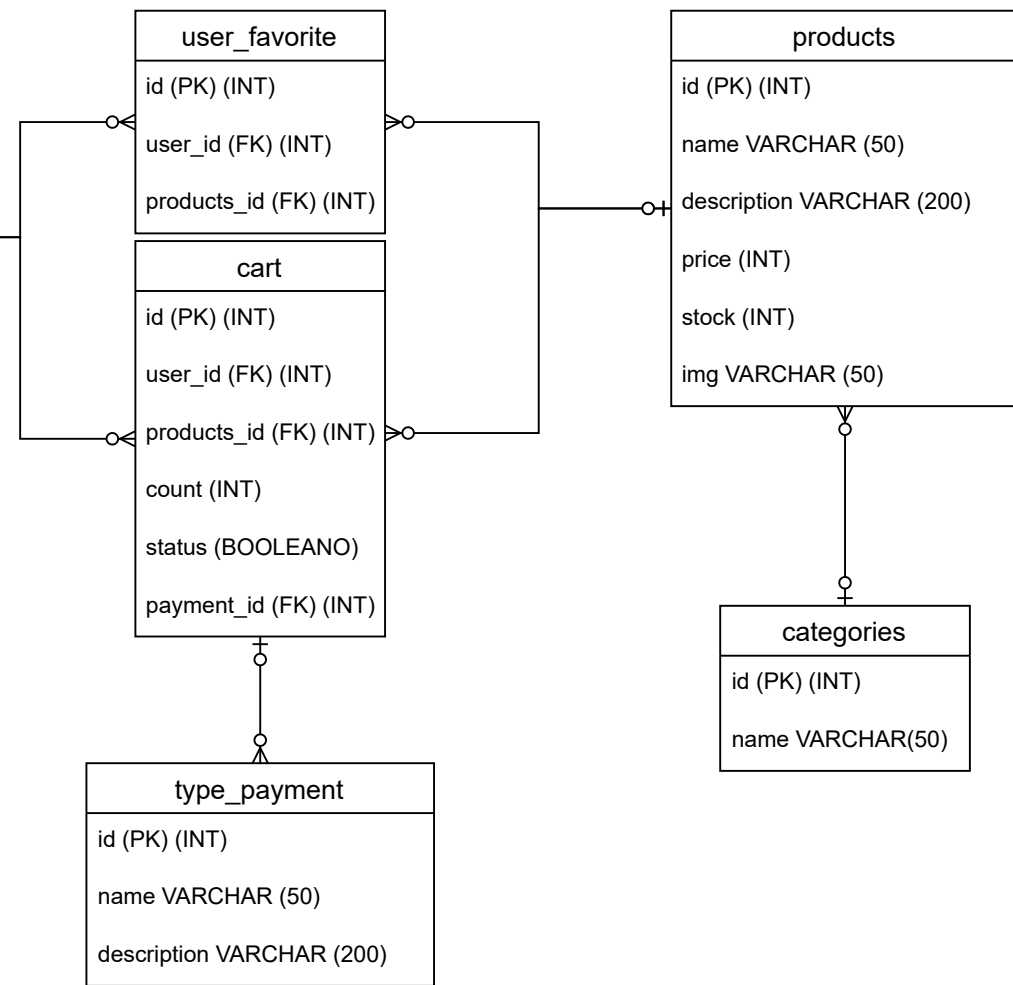 user_favorite
id (PK) (INT)
user_id (FK) (INT)
products_id (FK) (INT)
cart
id (PK) (INT)
user_id (FK) (INT)
products_id (FK) (INT)
count (INT)
status (BOOLEANO)
payment_id (FK) (INT)
type_payment
id (PK) (INT)
name VARCHAR (50)
description VARCHAR (200)
products
id (PK) (INT)
name VARCHAR (50)
description VARCHAR (200)
price (INT)
stock (INT)
img VARCHAR (50)
categories
id (PK) (INT)
name VARCHAR(50)